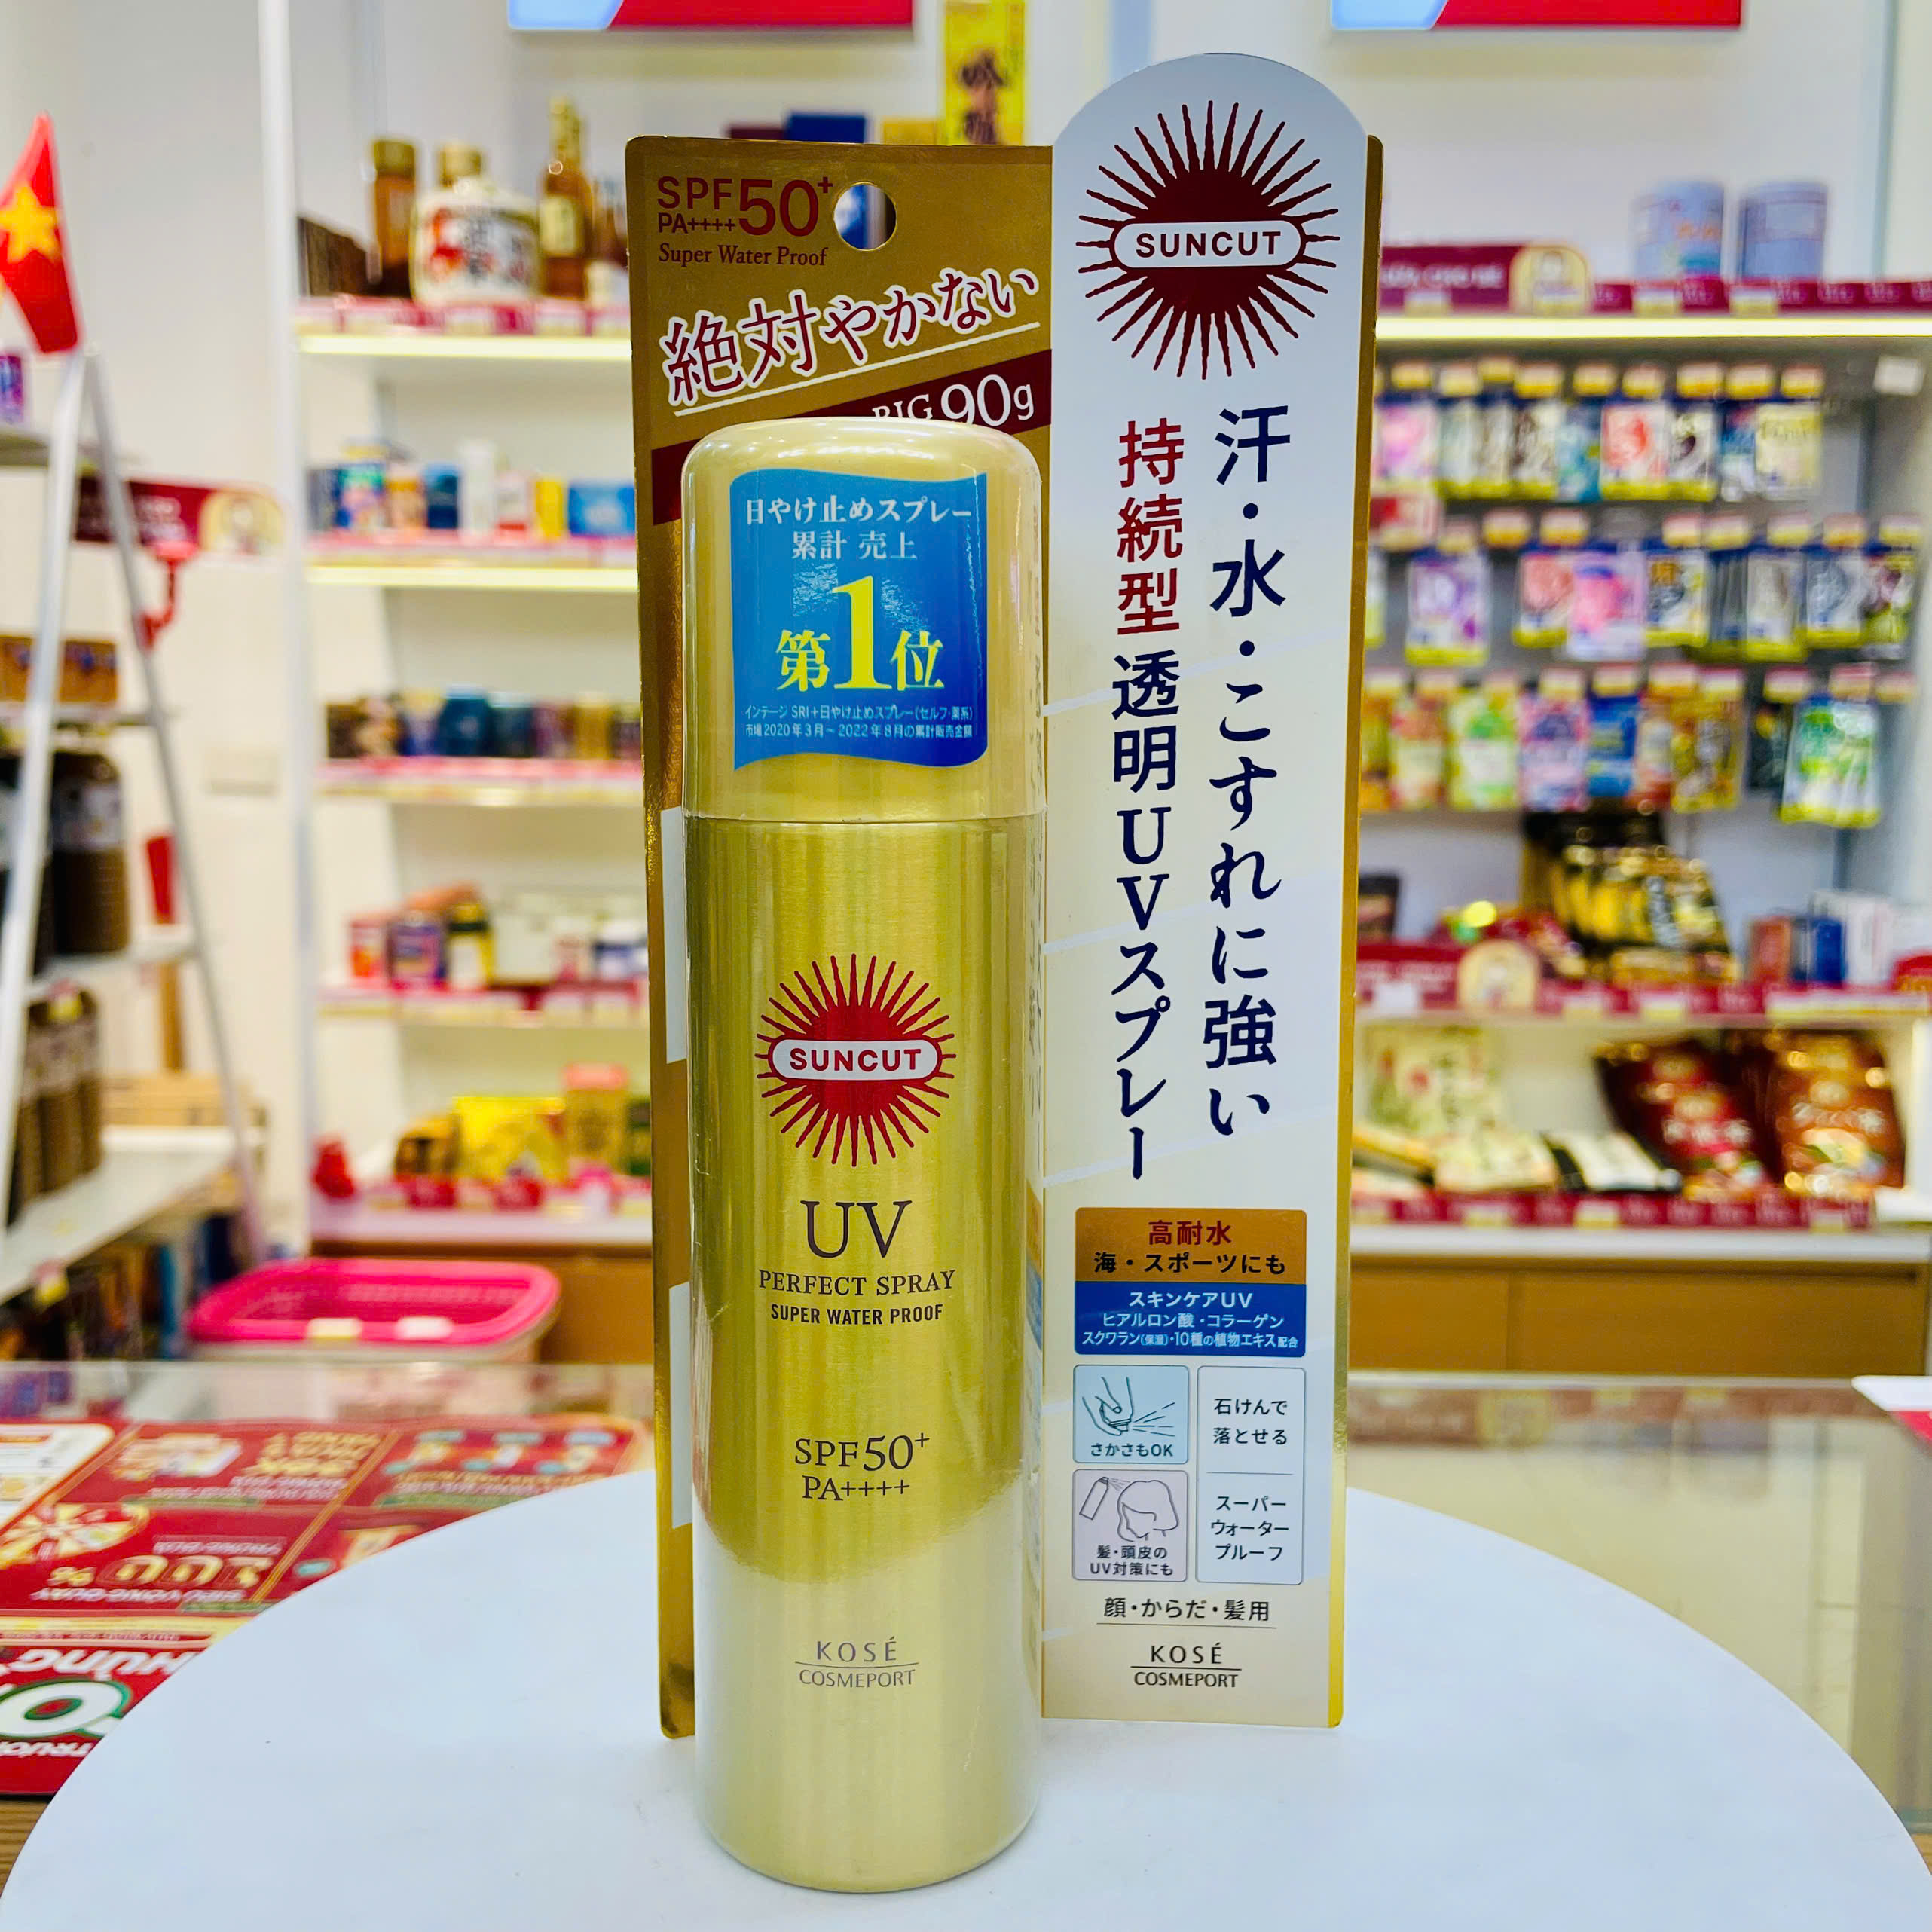 SPF50+
PA++++
Super Water Proof
絶対やかない
BIG 90g
日やけ止めスプレー
累計 売上
第1位
インテージ SRI+日やけ止めスプレー(セルフ・薬系)
市場2020年3月～2022年8月の累計販売金額
SUNCUT
UV
PERFECT SPRAY
SUPER WATER PROOF
SPF50+
PA++++
KOSÉ
COSMEPORT
SUNCUT
汗・水・こすれに強い
持続型透明UVスプレー
高耐水
海・スポーツにも
スキンケアUV
ヒアルロン酸・コラーゲン
スクワラン(保湿)・10種の植物エキス配合
さかさもOK
石けんで
落とせる
髪・頭皮の
UV対策にも
スーパー
ウォーター
プルーフ
顔・からだ・髪用
KOSÉ
COSMEPORT